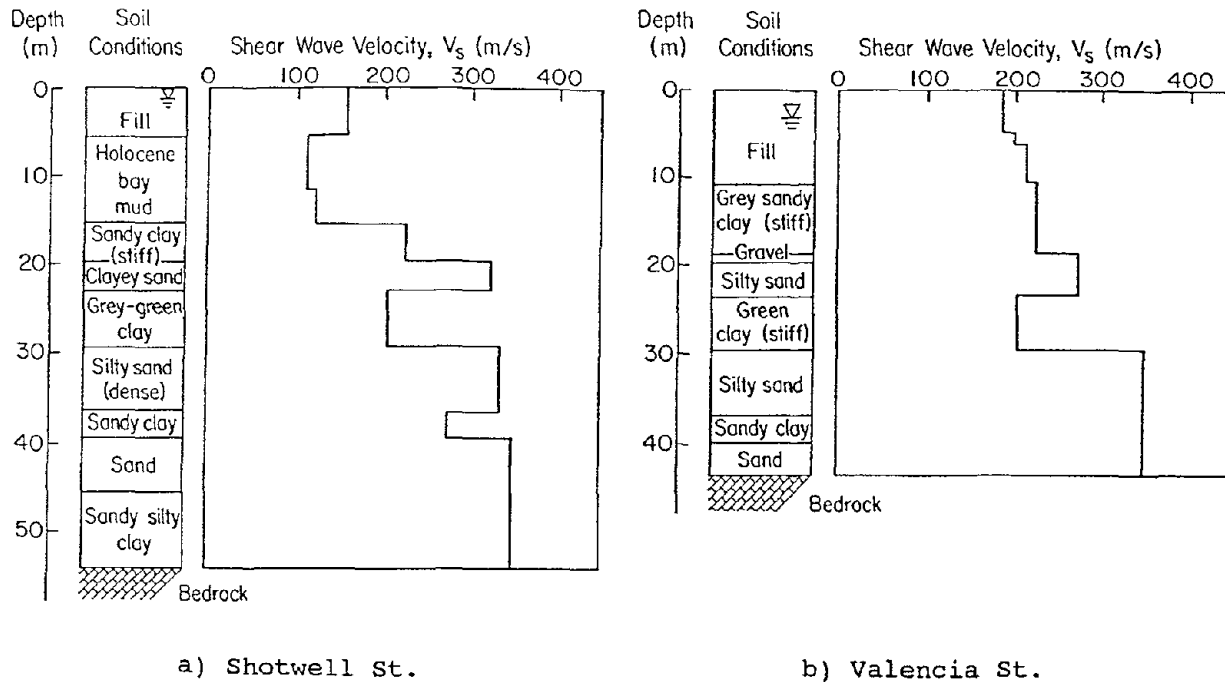 Depth
(m)
Soil
Conditions
Shear Wave Velocity, Vs (m/s)
0 100 200 300 400
0
10
20
30
40
50
Fill
Holocene
bay
mud
Sandy clay
(stiff)
Clayey sand
Grey-green
clay
Silty sand
(dense)
Sandy clay
Sand
Sandy silty
clay
Bedrock
a) Shotwell St.
Depth
(m)
Soil
Conditions
Shear Wave Velocity, Vs (m/s)
0 100 200 300 400
0
10
20
30
40
Fill
Grey sandy
clay (stiff)
Gravel
Silty sand
Green
clay (stiff)
Silty sand
Sandy clay
Sand
Bedrock
b) Valencia St.